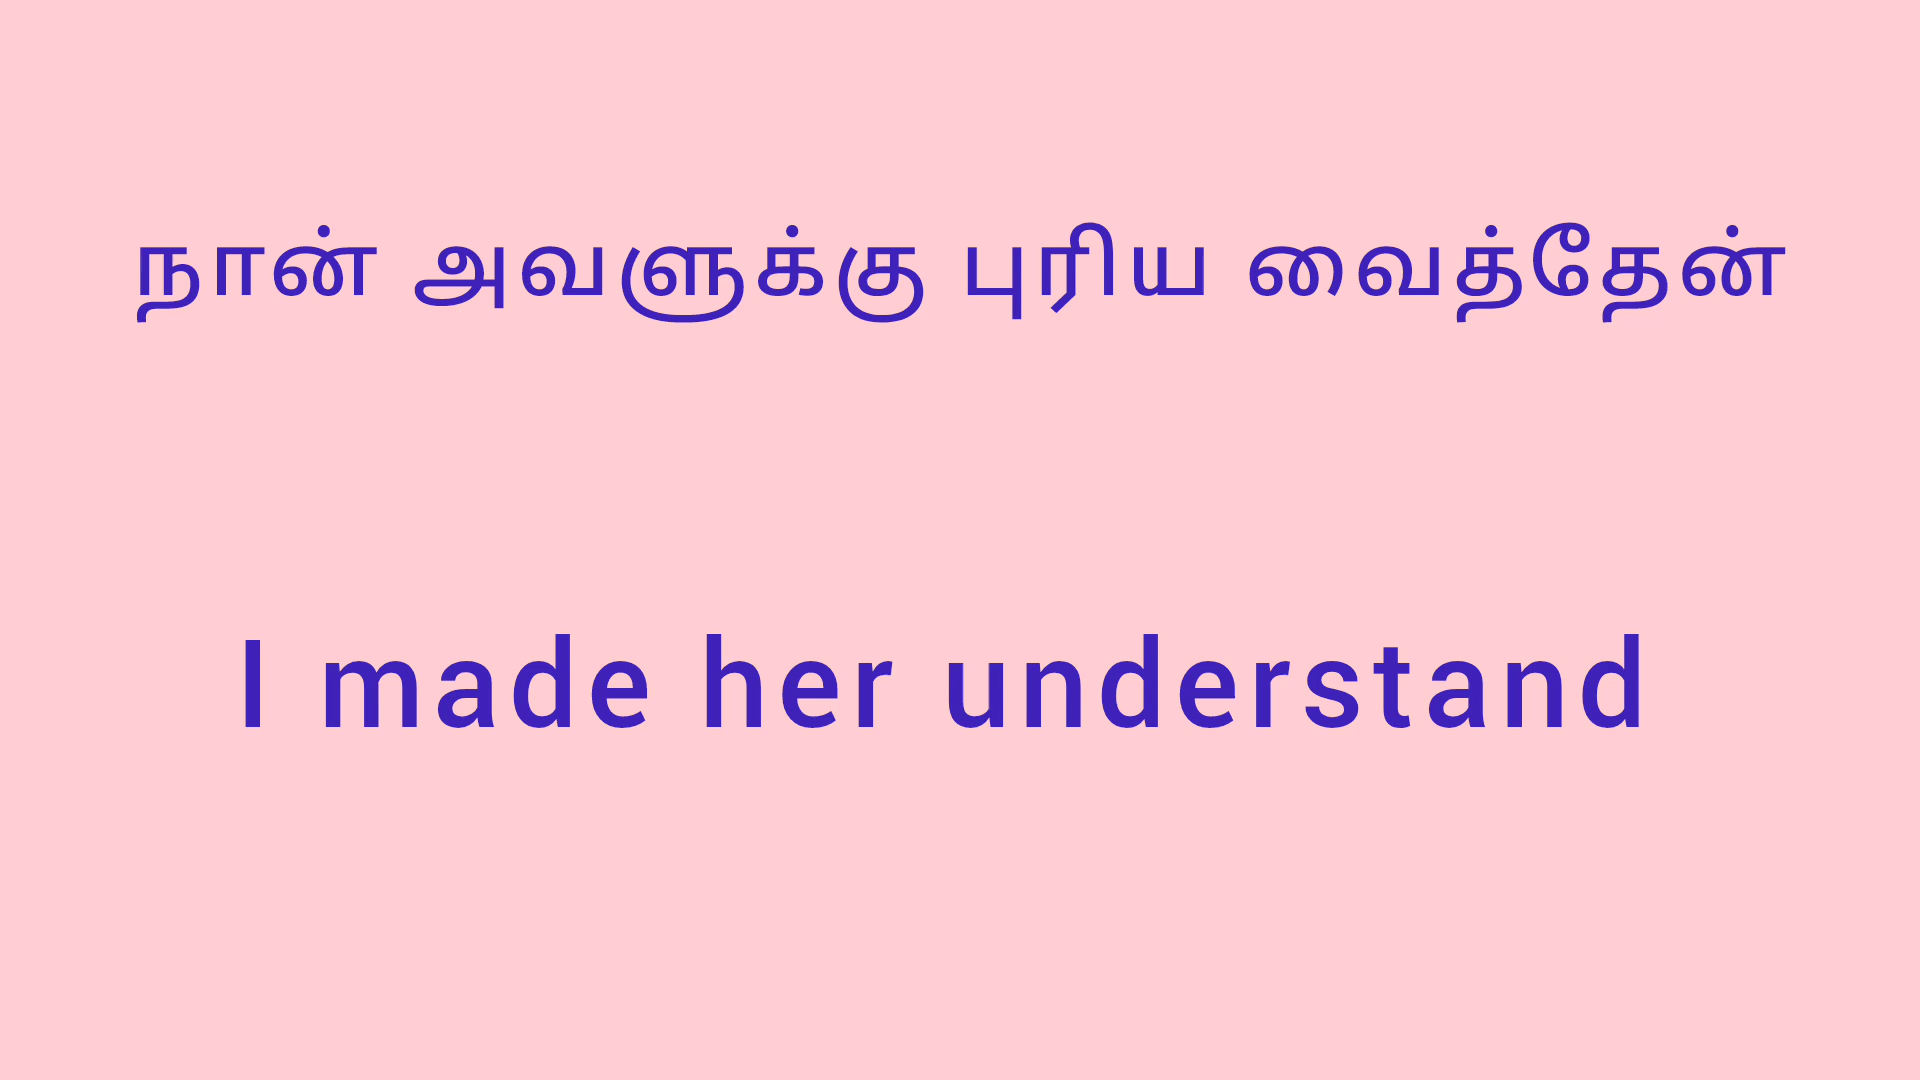 நான் அவளுக்கு புரிய வைத்தேன்
I made her understand